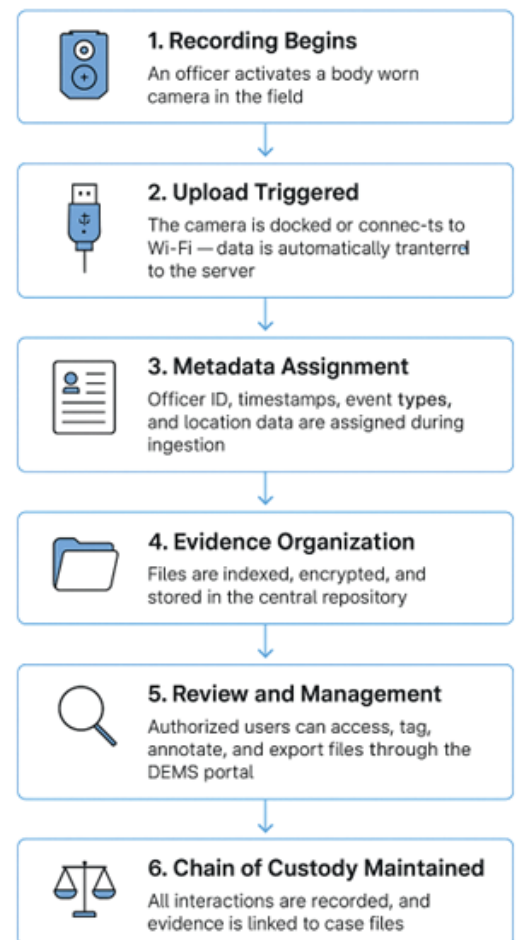 1. Recording Begins
An officer activates a body worn
camera in the field
2. Upload Triggered
The camera is docked or connec-ts to
Wi-Fi — data is automatically tranterred
to the server
3. Metadata Assignment
Officer ID, timestamps, event types,
and location data are assigned during
ingestion
4. Evidence Organization
Files are indexed, encrypted, and
stored in the central repository
5. Review and Management
Authorized users can access, tag,
annotate, and export files through the
DEMS portal
6. Chain of Custody Maintained
All interactions are recorded, and
evidence is linked to case files